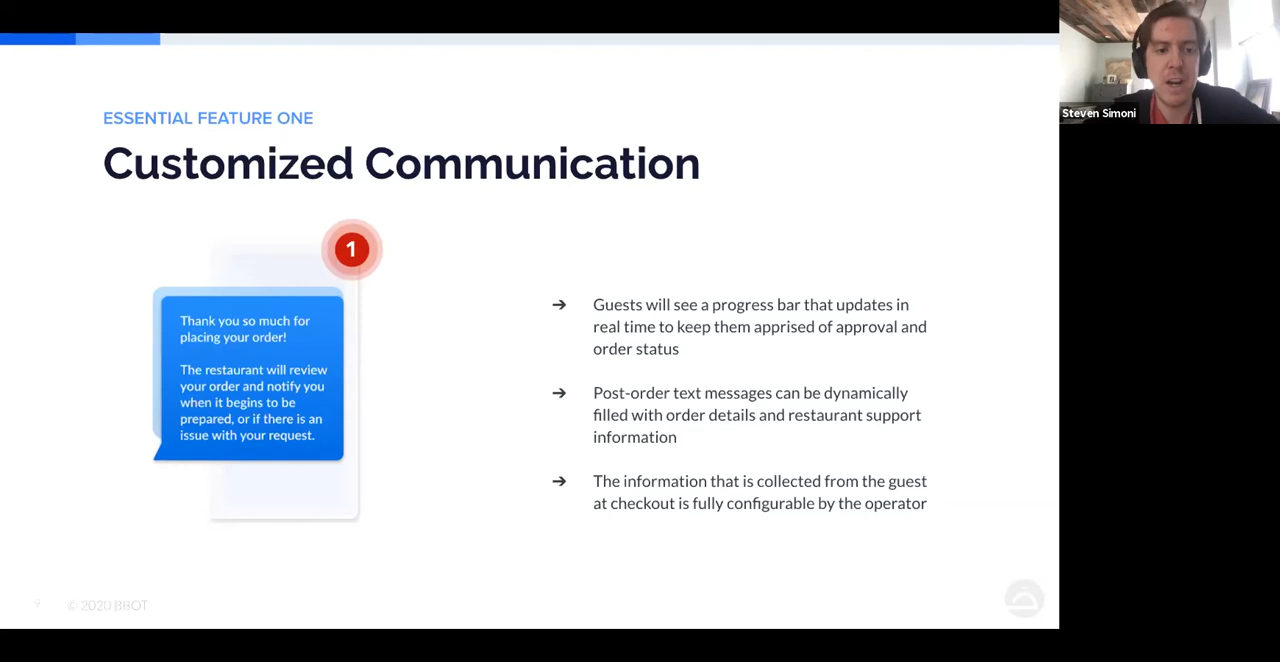 ESSENTIAL FEATURE ONE
Customized Communication
1
Thank you so much for
placing your order!
The restaurant will review
your order and notify you
when it begins to be
prepared, or if there is an
issue with your request.
➔ Guests will see a progress bar that updates in
real time to keep them apprised of approval and
order status
➔ Post-order text messages can be dynamically
filled with order details and restaurant support
information
➔ The information that is collected from the guest
at checkout is fully configurable by the operator
9 © 2020 BBOT
Steven Simoni